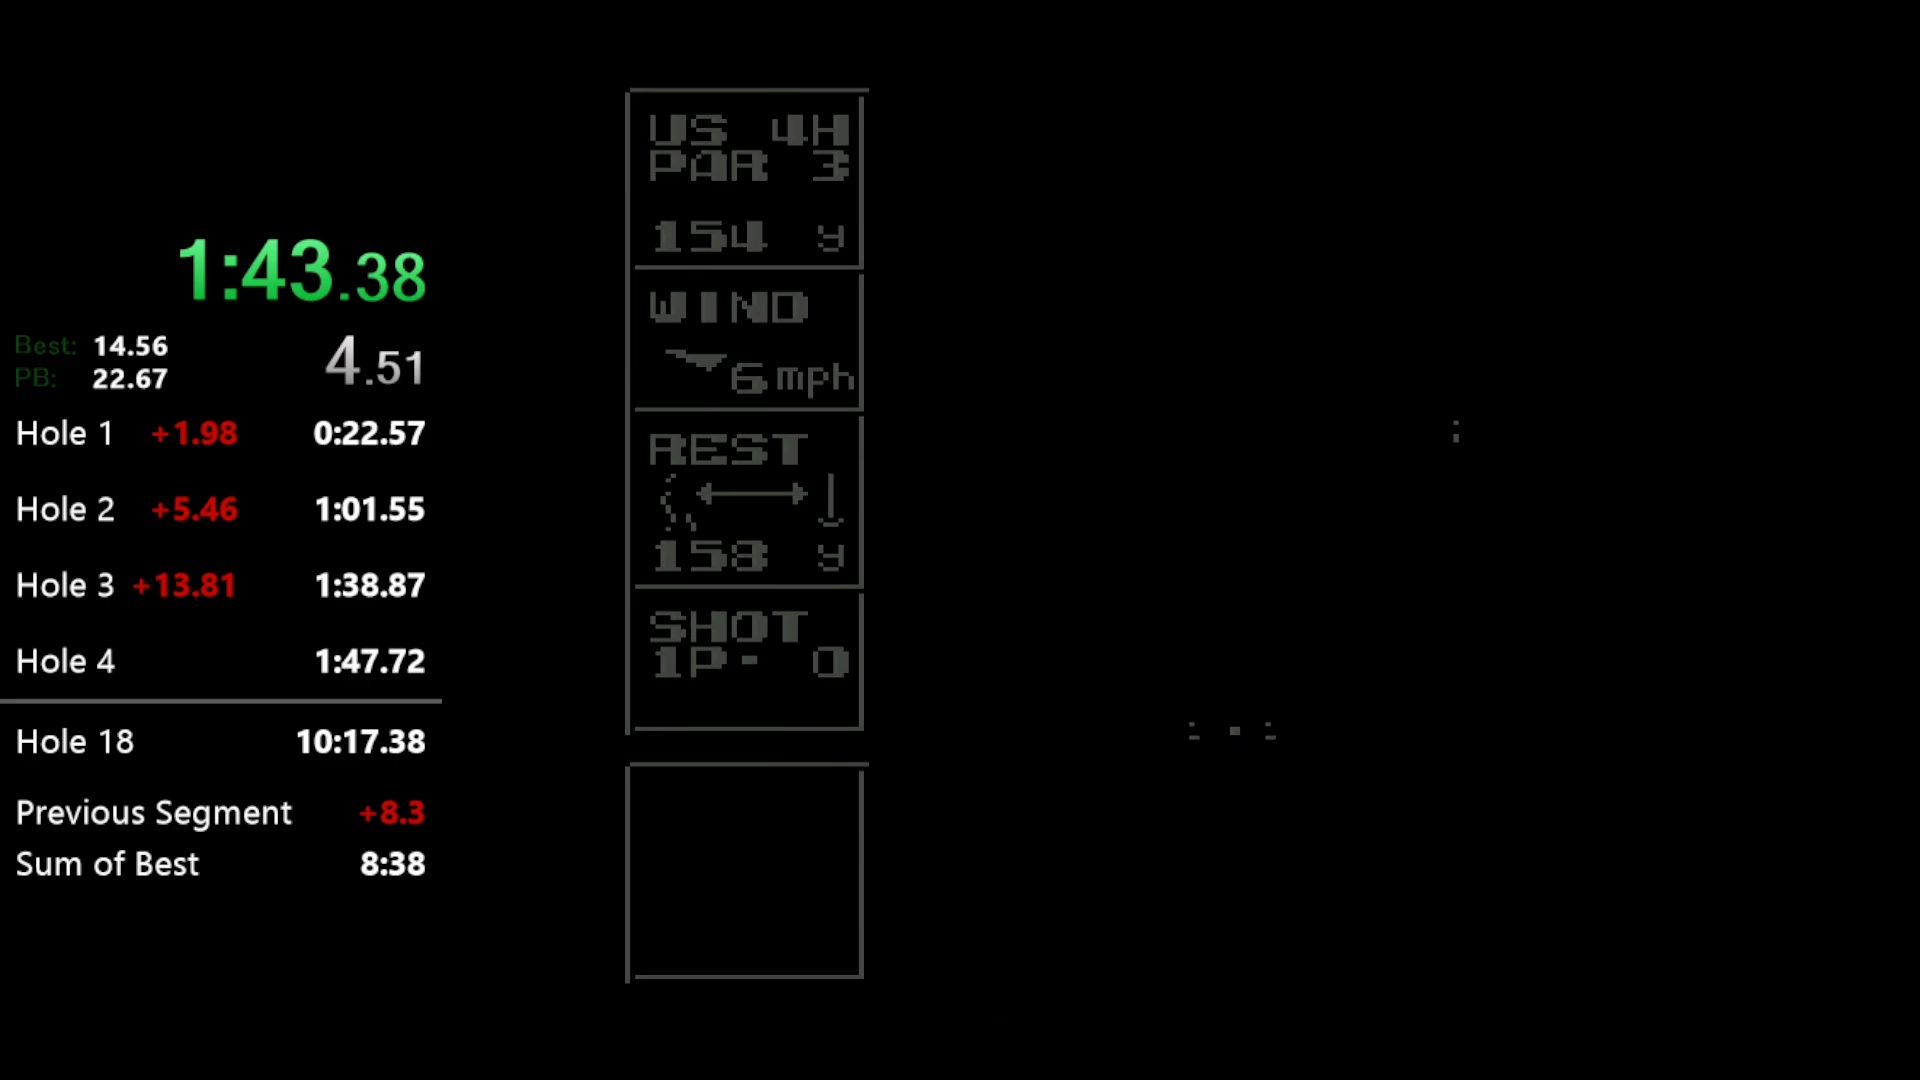 1:43.38
Best: 14.56
4.51
PB: 22.67
Hole 1 +1.98 0:22.57
Hole 2 +5.46 1:01.55
Hole 3 +13.81 1:38.87
Hole 4 1:47.72
Hole 18 10:17.38
Previous Segment +8.3
Sum of Best 8:38
US 4H
PAR 3
154 y
WIND
6mph
REST
158 y
SHOT
1P- 0